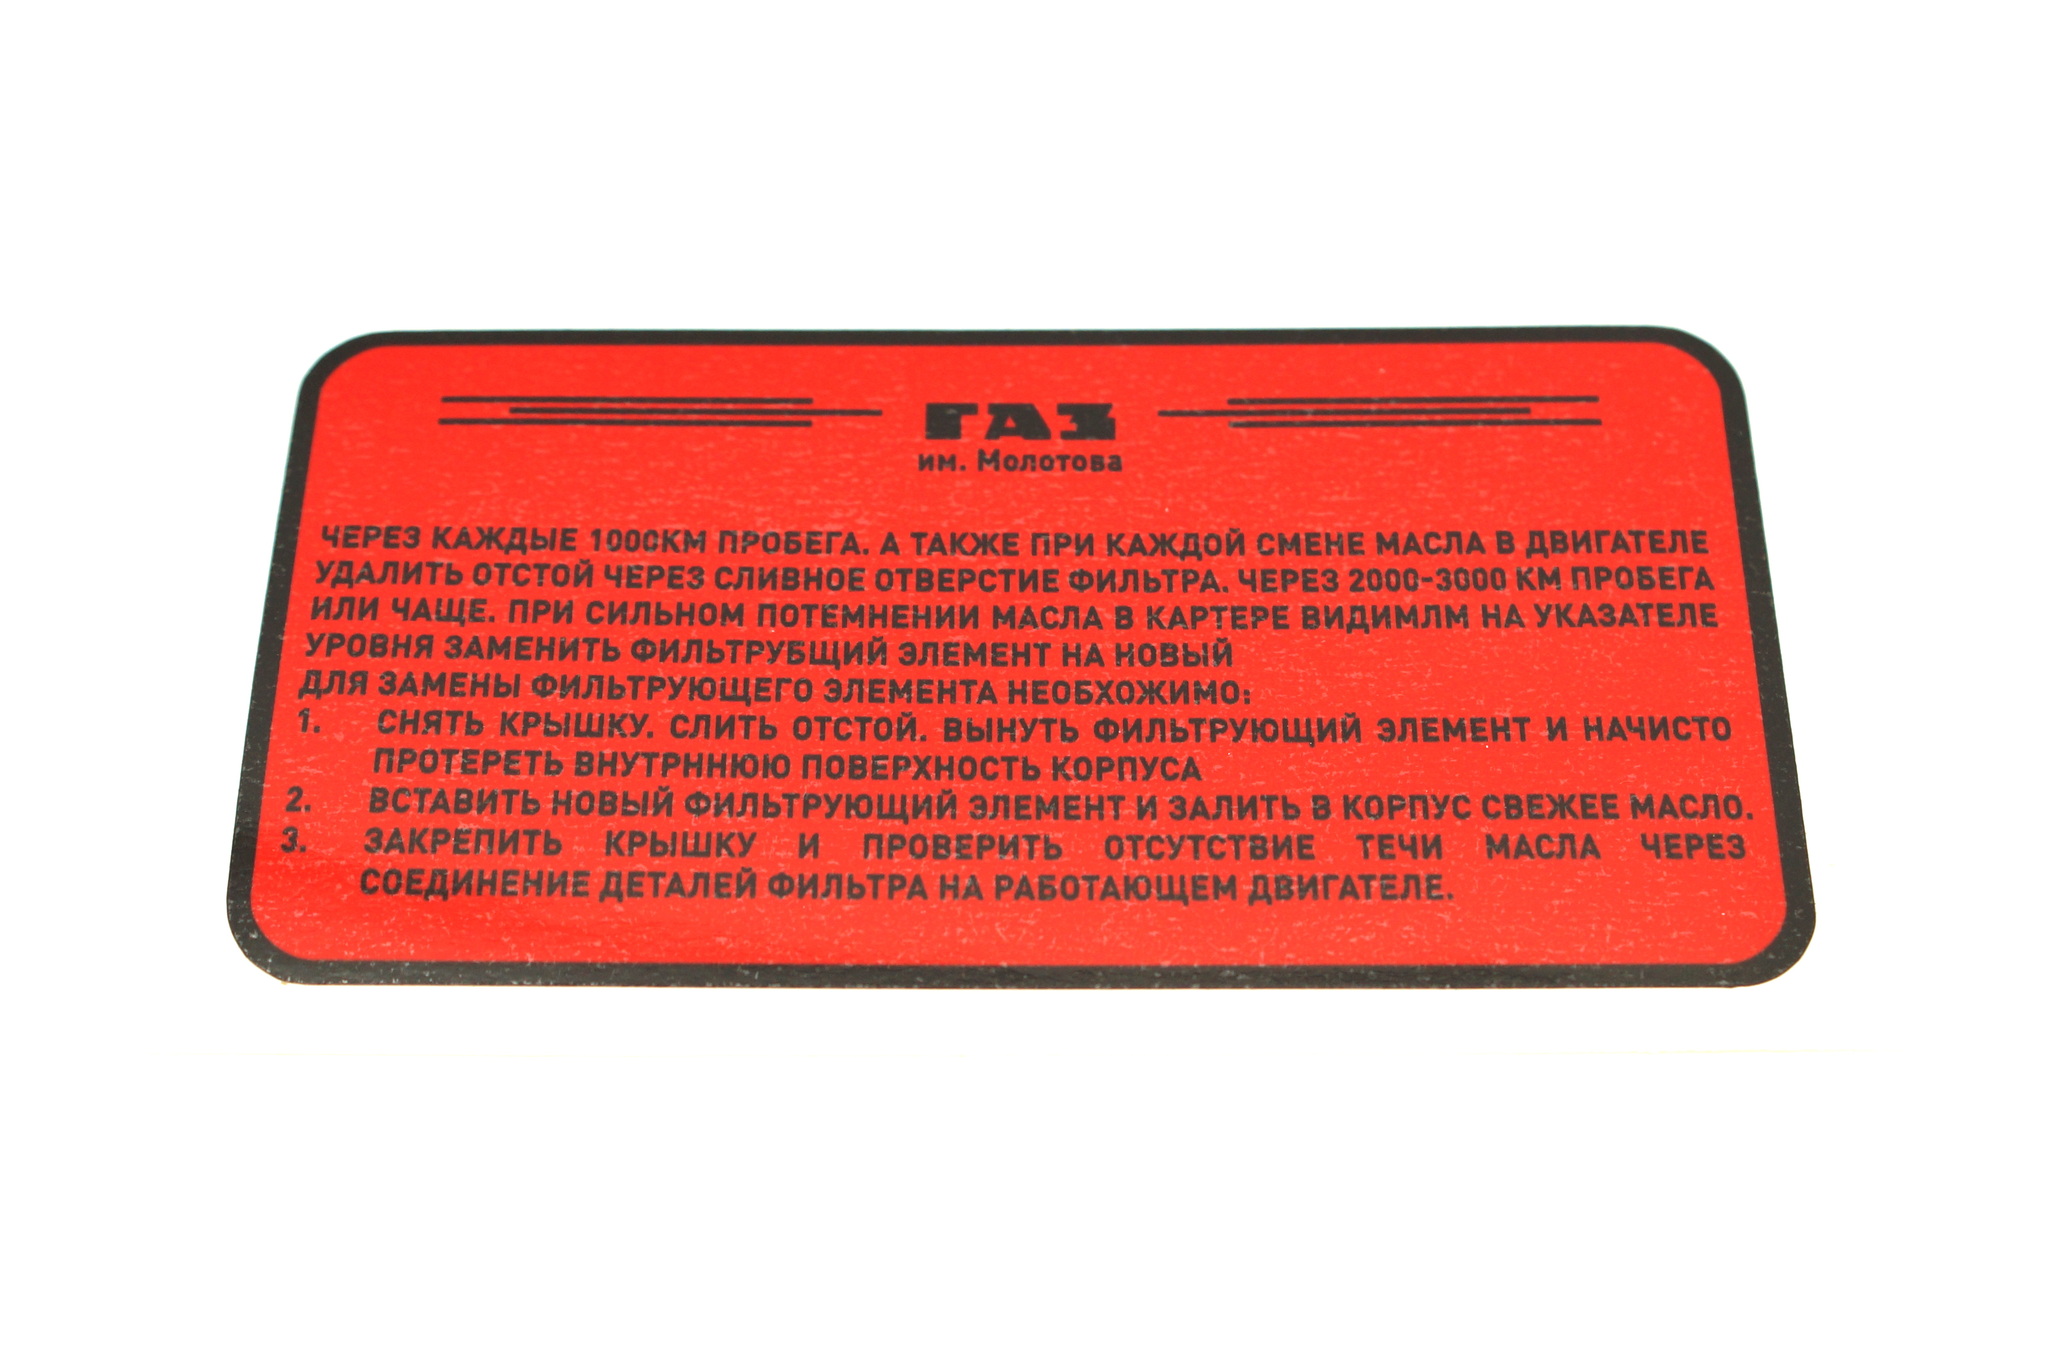 ГАЗ
им. Молотова
ЧЕРЕЗ КАЖДЫЕ 1000КМ ПРОБЕГА. А ТАКЖЕ ПРИ КАЖДОЙ СМЕНЕ МАСЛА В ДВИГАТЕЛЕ
УДАЛИТЬ ОТСТОЙ ЧЕРЕЗ СЛИВНОЕ ОТВЕРСТИЕ ФИЛЬТРА. ЧЕРЕЗ 2000-3000 КМ ПРОБЕГА
ИЛИ ЧАЩЕ. ПРИ СИЛЬНОМ ПОТЕМНЕНИИ МАСЛА В КАРТЕРЕ ВИДИМЛМ НА УКАЗАТЕЛЕ
УРОВНЯ ЗАМЕНИТЬ ФИЛЬТРУБЩИЙ ЭЛЕМЕНТ НА НОВЫЙ
ДЛЯ ЗАМЕНЫ ФИЛЬТРУЮЩЕГО ЭЛЕМЕНТА НЕОБХОЖИМО:
1. СНЯТЬ КРЫШКУ. СЛИТЬ ОТСТОЙ. ВЫНУТЬ ФИЛЬТРУЮЩИЙ ЭЛЕМЕНТ И НАЧИСТО
ПРОТЕРЕТЬ ВНУТРННЮЮ ПОВЕРХНОСТЬ КОРПУСА
2. ВСТАВИТЬ НОВЫЙ ФИЛЬТРУЮЩИЙ ЭЛЕМЕНТ И ЗАЛИТЬ В КОРПУС СВЕЖЕЕ МАСЛО.
3. ЗАКРЕПИТЬ КРЫШКУ И ПРОВЕРИТЬ ОТСУТСТВИЕ ТЕЧИ МАСЛА ЧЕРЕЗ
СОЕДИНЕНИЕ ДЕТАЛЕЙ ФИЛЬТРА НА РАБОТАЮЩЕМ ДВИГАТЕЛЕ.